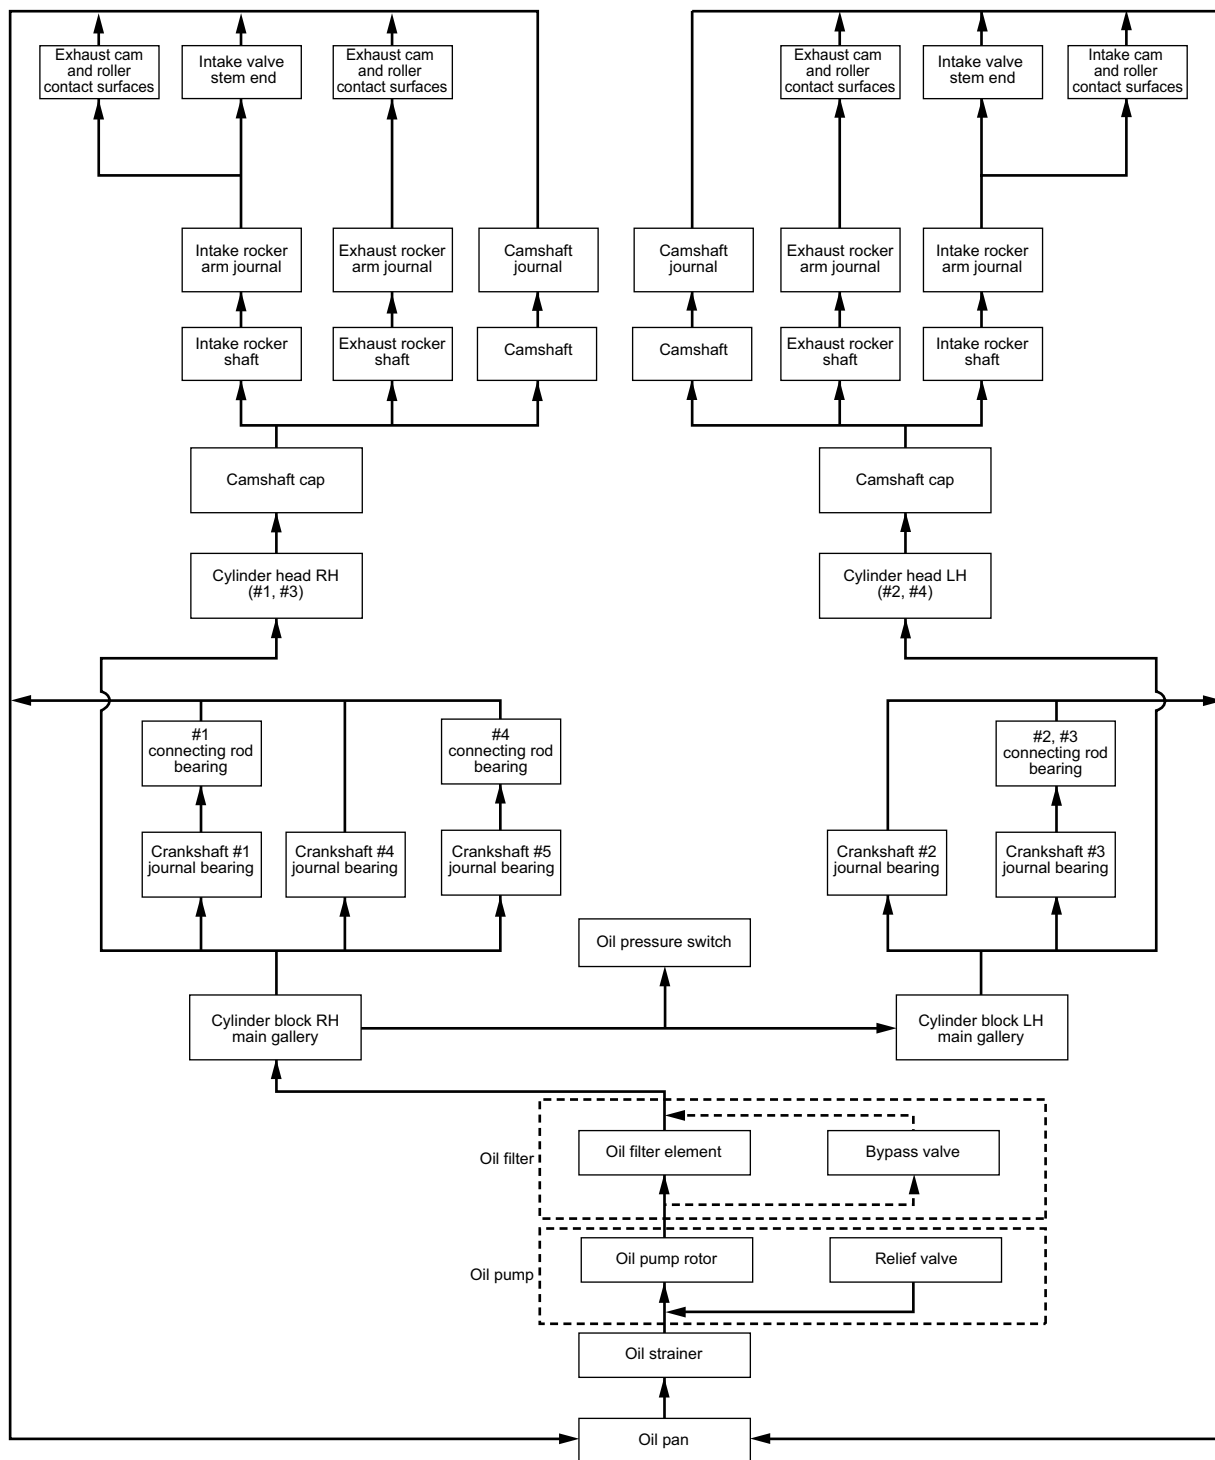 Exhaust cam
and roller
contact surfaces
Intake valve
stem end
Exhaust cam
and roller
contact surfaces
Exhaust cam
and roller
contact surfaces
Intake valve
stem end
Intake cam
and roller
contact surfaces
Intake rocker
arm journal
Exhaust rocker
arm journal
Camshaft
journal
Camshaft
journal
Exhaust rocker
arm journal
Intake rocker
arm journal
Intake rocker
shaft
Exhaust rocker
shaft
Camshaft
Camshaft
Exhaust rocker
shaft
Intake rocker
shaft
Camshaft cap
Camshaft cap
Cylinder head RH
(#1, #3)
Cylinder head LH
(#2, #4)
#1
connecting rod
bearing
#4
connecting rod
bearing
#2, #3
connecting rod
bearing
Crankshaft #1
journal bearing
Crankshaft #4
journal bearing
Crankshaft #5
journal bearing
Crankshaft #2
journal bearing
Crankshaft #3
journal bearing
Oil pressure switch
Cylinder block RH
main gallery
Cylinder block LH
main gallery
Oil filter
Oil filter element
Bypass valve
Oil pump
Oil pump rotor
Relief valve
Oil strainer
Oil pan